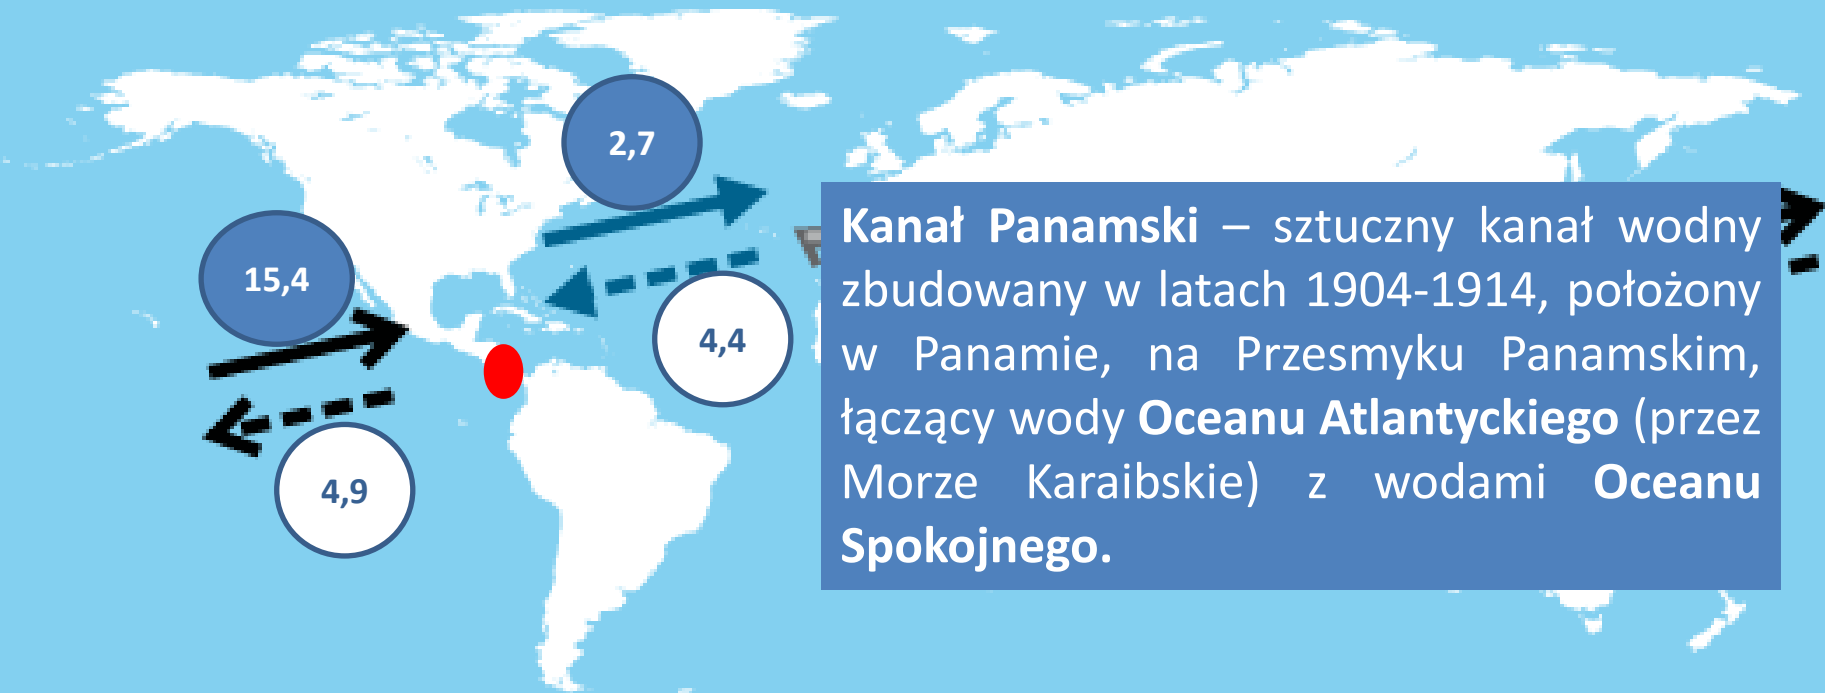 2,7
15,4
4,4
4,9
Kanał Panamski – sztuczny kanał wodny
zbudowany w latach 1904-1914, położony
w Panamie, na Przesmyku Panamskim,
łączący wody Oceanu Atlantyckiego (przez
Morze Karaibskie) z wodami Oceanu
Spokojnego.